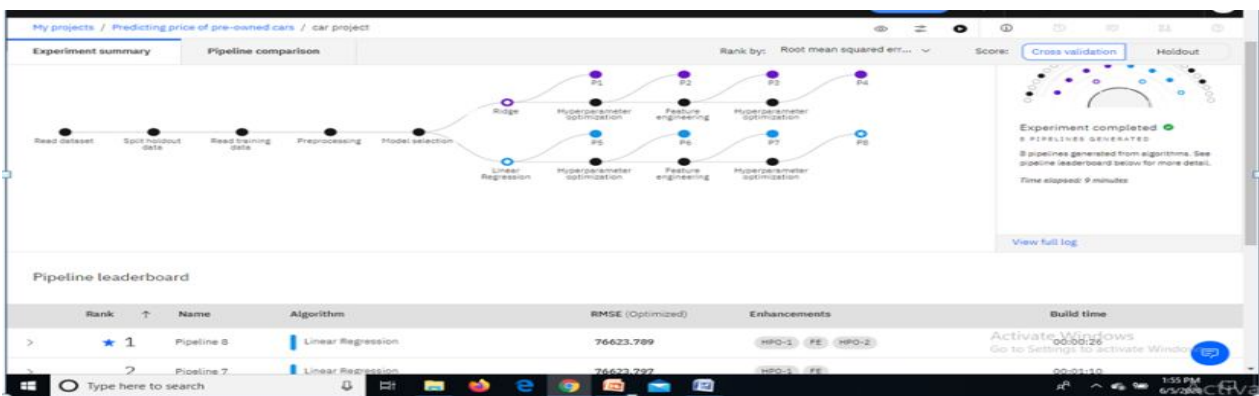 My projects / Predicting price of pre-owned cars / car project
Experiment summary Pipeline comparison Rank by: Root mean squared err... Score: Cross validation Holdout
P1 P2 P3 P4
Ridge Hyperparameter optimization Feature engineering Hyperparameter optimization
Read dataset Split holdout data Read training data Preprocessing Model selection
P5 P6 P7 P8
Linear Regression Hyperparameter optimization Feature engineering Hyperparameter optimization
Experiment completed
8 PIPELINES GENERATED
8 pipelines generated from algorithms. See
pipeline leaderboard below for more detail.
Time elapsed: 9 minutes
View full log
Pipeline leaderboard
Rank ↑ Name Algorithm RMSE (Optimized) Enhancements Build time
1 Pipeline 8 Linear Regression 76623.789 HPO-1 FE HPO-2 00:00:26
Activate Windows
Go to Settings to activate Windows
2 Pipeline 7 Linear Regression 76623.797 HPO-1 FE 00:01:10
Type here to search
1:55 PM